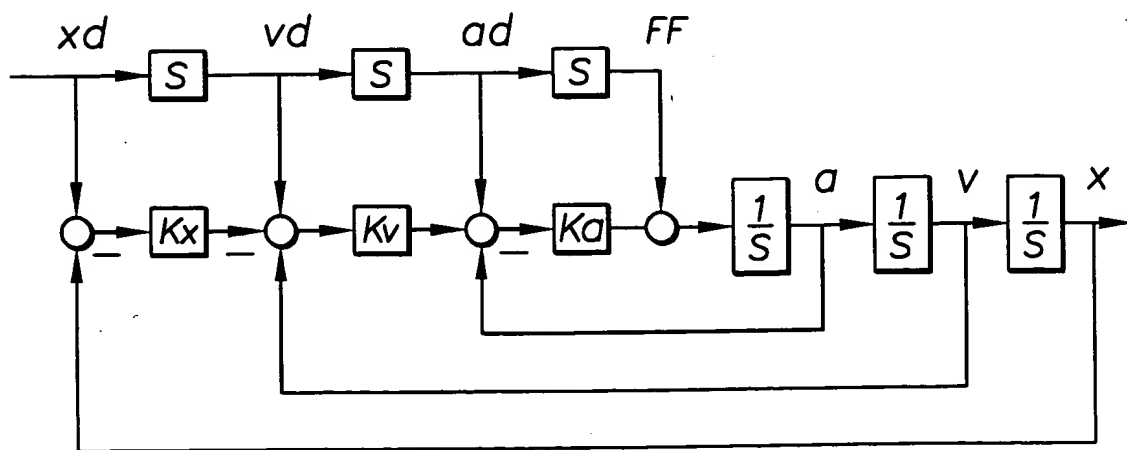 xd vd ad FF
S S S
a v x
Kx Kv Ka 1/S 1/S 1/S
− − −